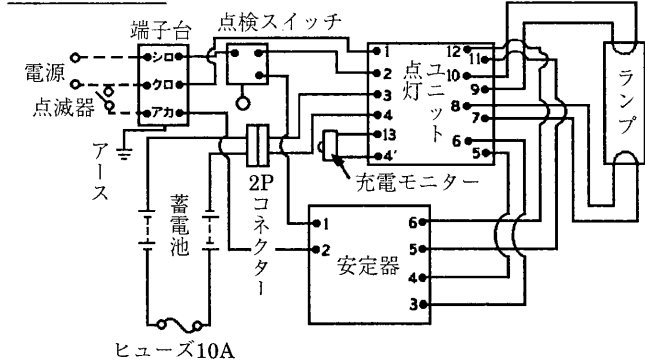 端子台
点検スイッチ
電源
点滅器
シロ
クロ
アカ
アース
2Pコネクター
蓄電池
ヒューズ10A
点灯ユニット
1
2
3
4
13
4'
12
11
10
9
8
7
6
5
充電モニター
ランプ
安定器
1
2
6
5
4
3